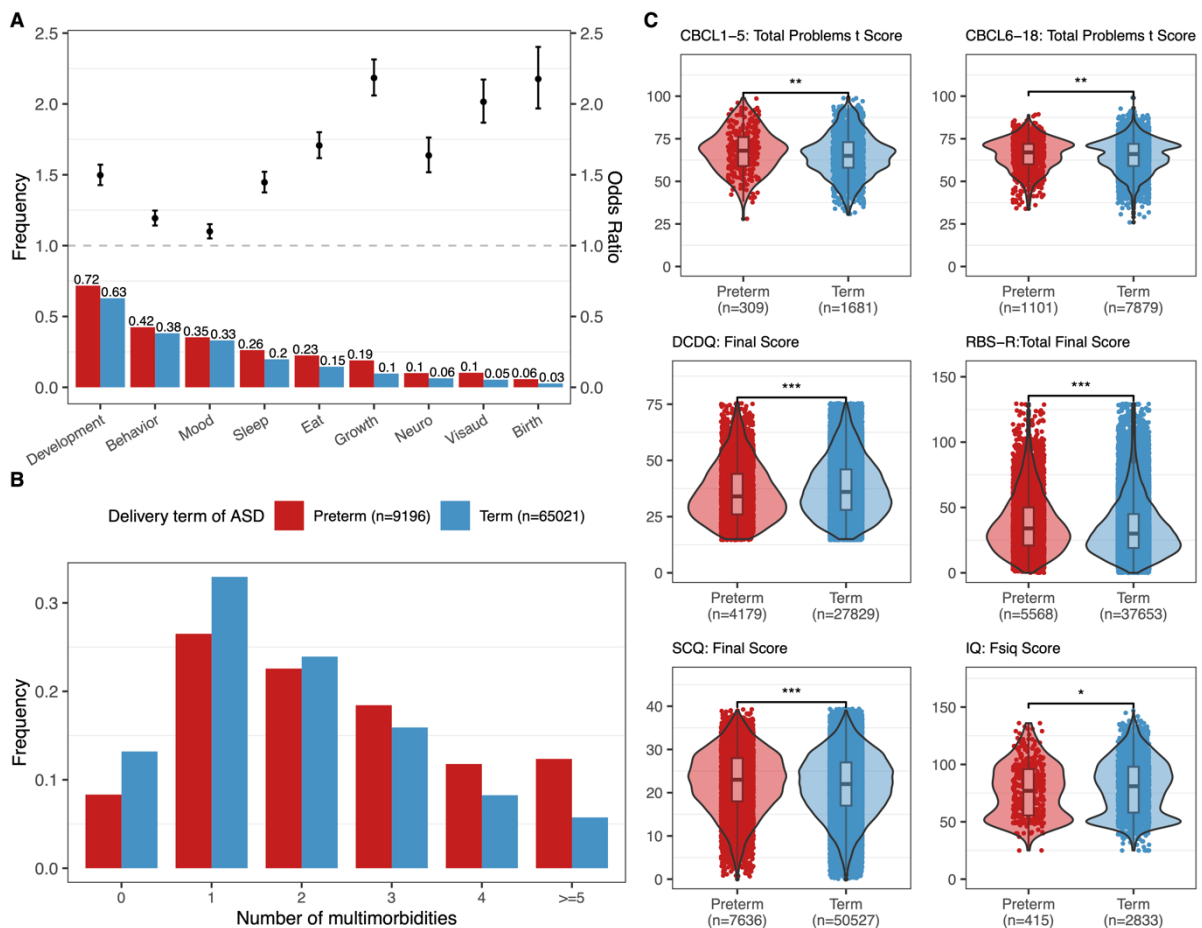 A
2.5
2.0
1.5
1.0
0.5
0.0
Frequency
2.5
2.0
1.5
1.0
0.5
0.0
Odds Ratio
0.72
0.63
0.42
0.38
0.35
0.33
0.26
0.2
0.23
0.15
0.19
0.1
0.1
0.06
0.1
0.05
0.06
0.03
Development
Behavior
Mood
Sleep
Eat
Growth
Neuro
Visaud
Birth
B
Delivery term of ASD
Preterm (n=9196)
Term (n=65021)
Frequency
0.3
0.2
0.1
0.0
0
1
2
3
4
>=5
Number of multimorbidities
C
CBCL1−5: Total Problems t Score
**
100
75
50
25
0
Preterm
(n=309)
Term
(n=1681)
CBCL6−18: Total Problems t Score
**
100
75
50
25
0
Preterm
(n=1101)
Term
(n=7879)
DCDQ: Final Score
***
75
50
25
0
Preterm
(n=4179)
Term
(n=27829)
RBS−R:Total Final Score
***
150
100
50
0
Preterm
(n=5568)
Term
(n=37653)
SCQ: Final Score
***
40
30
20
10
0
Preterm
(n=7636)
Term
(n=50527)
IQ: Fsiq Score
*
150
100
50
0
Preterm
(n=415)
Term
(n=2833)